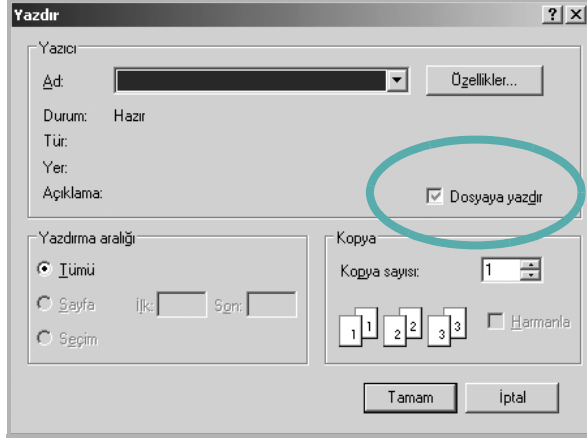 Yazdır
Yazıcı
Ad:
Özellikler...
Durum: Hazır
Tür:
Yer:
Açıklama:
Dosyaya yazdır
Yazdırma aralığı
Tümü
Sayfa İlk: Son:
Seçim
Kopya
Kopya sayısı: 1
1 1 2 2 3 3
Harmanla
Tamam İptal